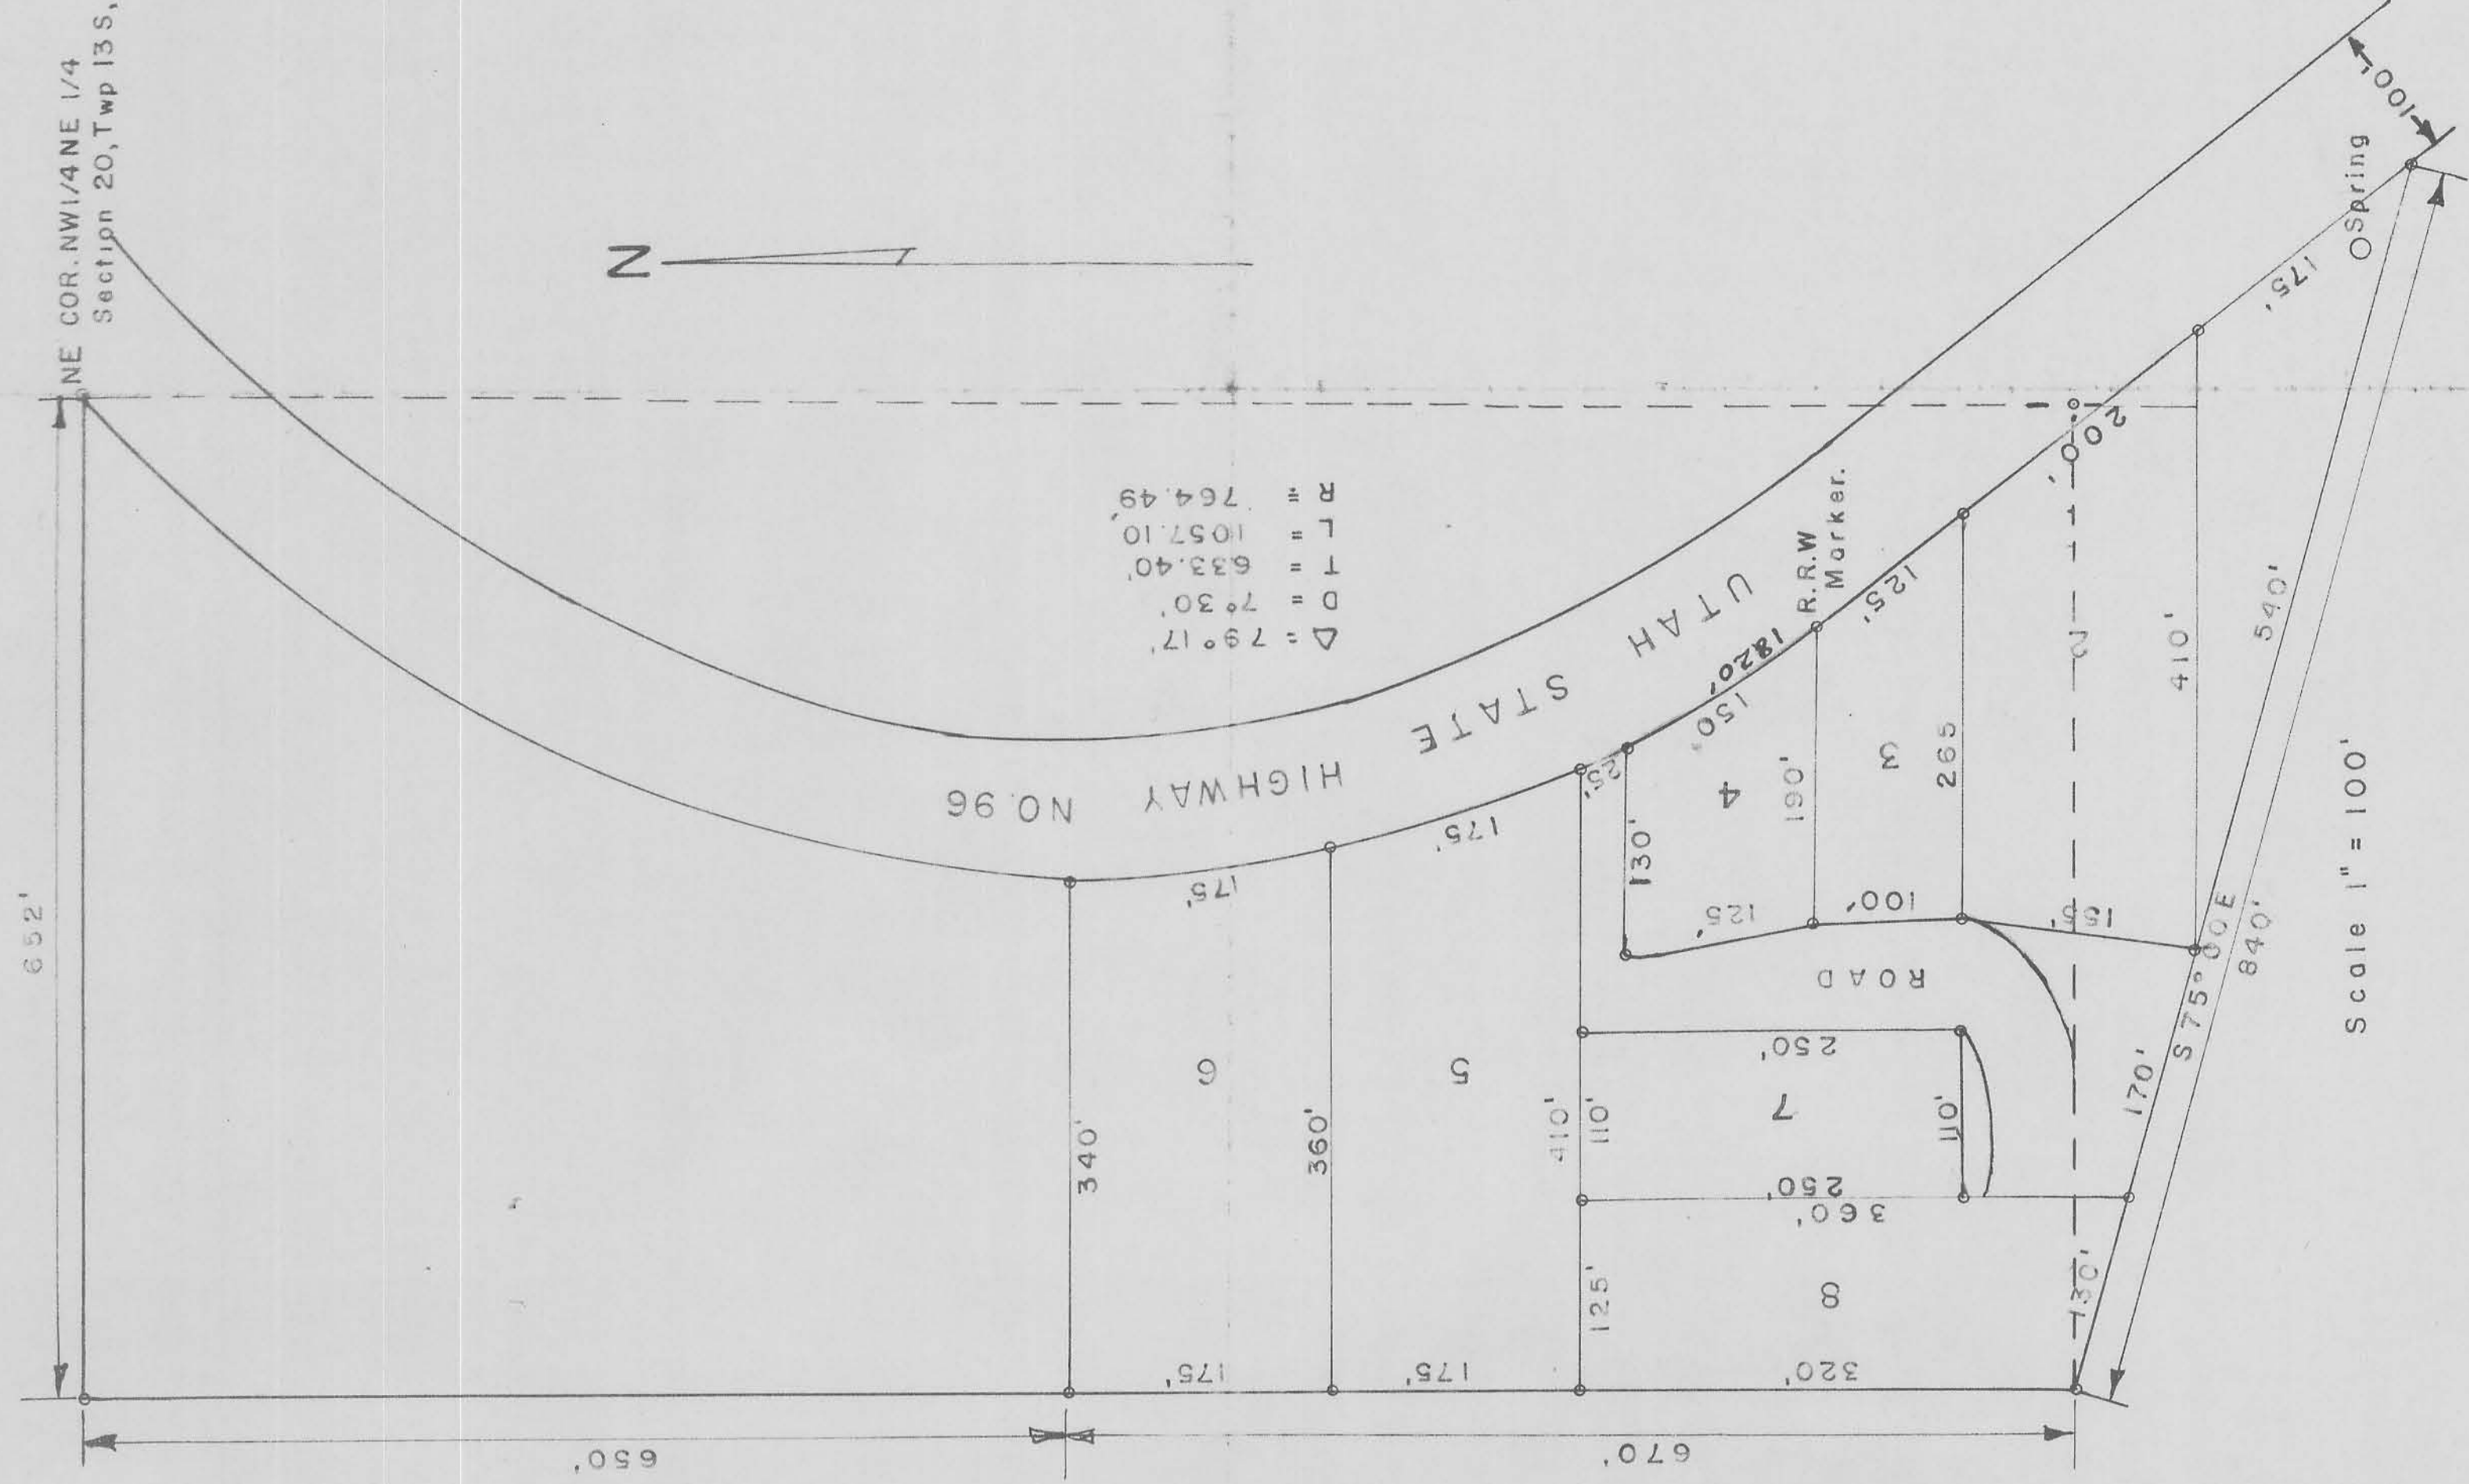 NE COR. NW1/4 NE 1/4
Section 20, Twp 13 S,
652'
N
Δ = 79°17'
D = 7°30'
T = 633.40'
L = 1057.10'
R = 764.49
UTAH STATE HIGHWAY NO. 96
100'
Spring
175'
200'
R.R.W
Marker.
125'
1820'
150'
25'
175'
175'
340'
6
360'
5
410'
130'
4
190'
3
265
2
410'
540'
125'
100'
155'
ROAD
110'
250'
7
110'
250'
360'
125'
8
130'
170'
S 75° 00' E
840'
175'
175'
320'
650'
670'
Scale 1" = 100'